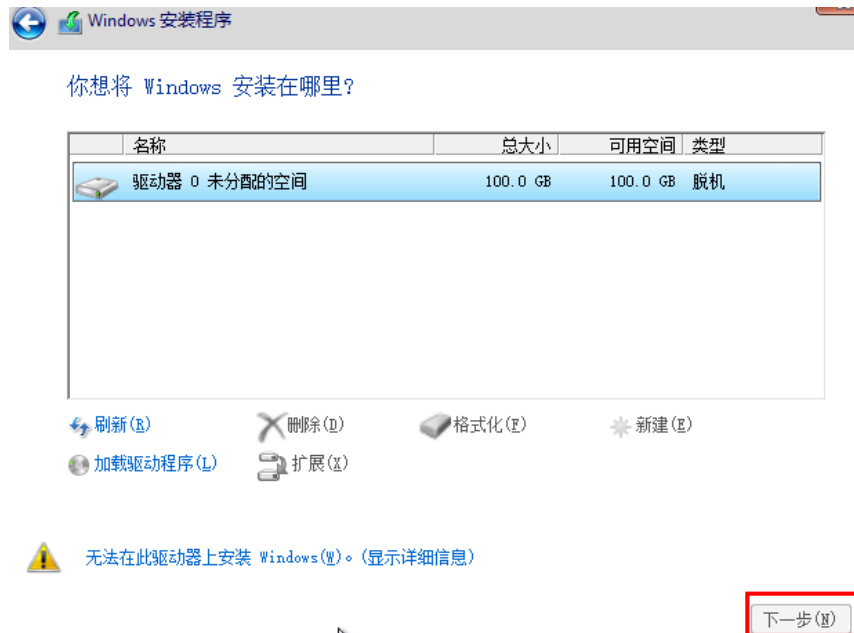 Windows 安装程序
你想将 Windows 安装在哪里?
名称 总大小 可用空间 类型
驱动器 0 未分配的空间 100.0 GB 100.0 GB 脱机
刷新(R) 删除(D) 格式化(F) 新建(E)
加载驱动程序(L) 扩展(X)
无法在此驱动器上安装 Windows(W)。(显示详细信息)
下一步(N)